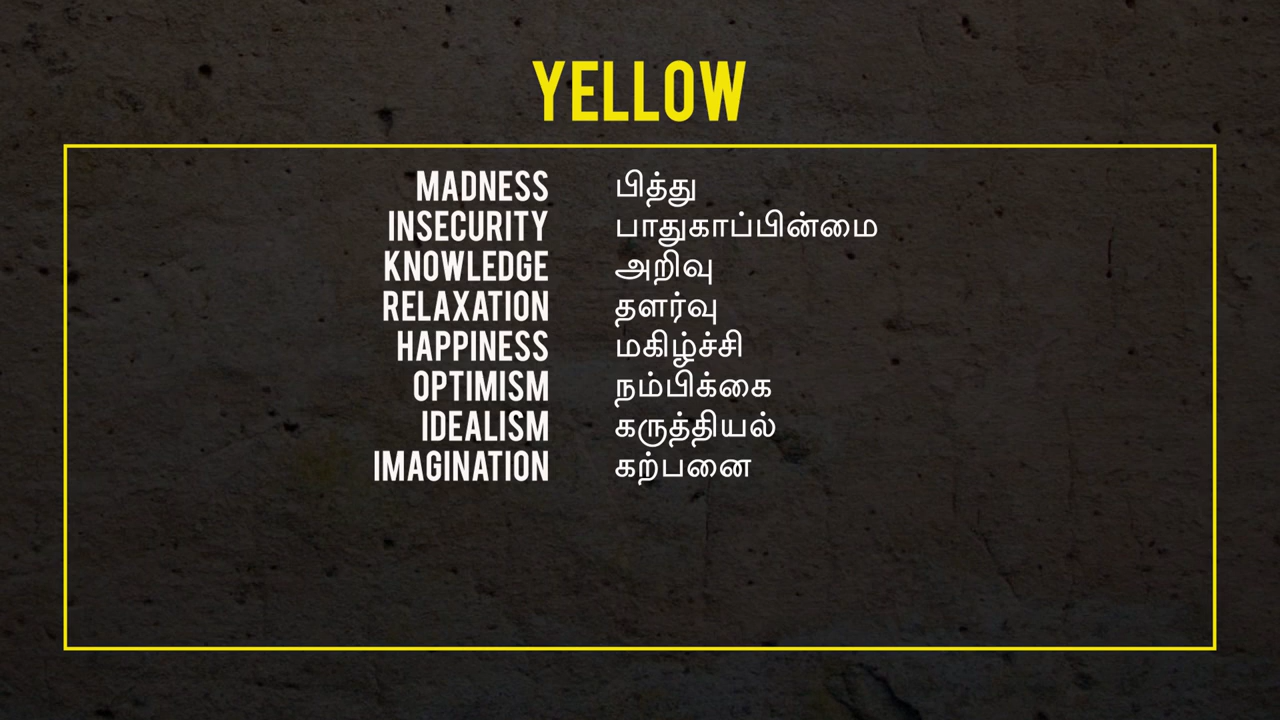 YELLOW
MADNESS பித்து
INSECURITY பாதுகாப்பின்மை
KNOWLEDGE அறிவு
RELAXATION தளர்வு
HAPPINESS மகிழ்ச்சி
OPTIMISM நம்பிக்கை
IDEALISM கருத்தியல்
IMAGINATION கற்பனை